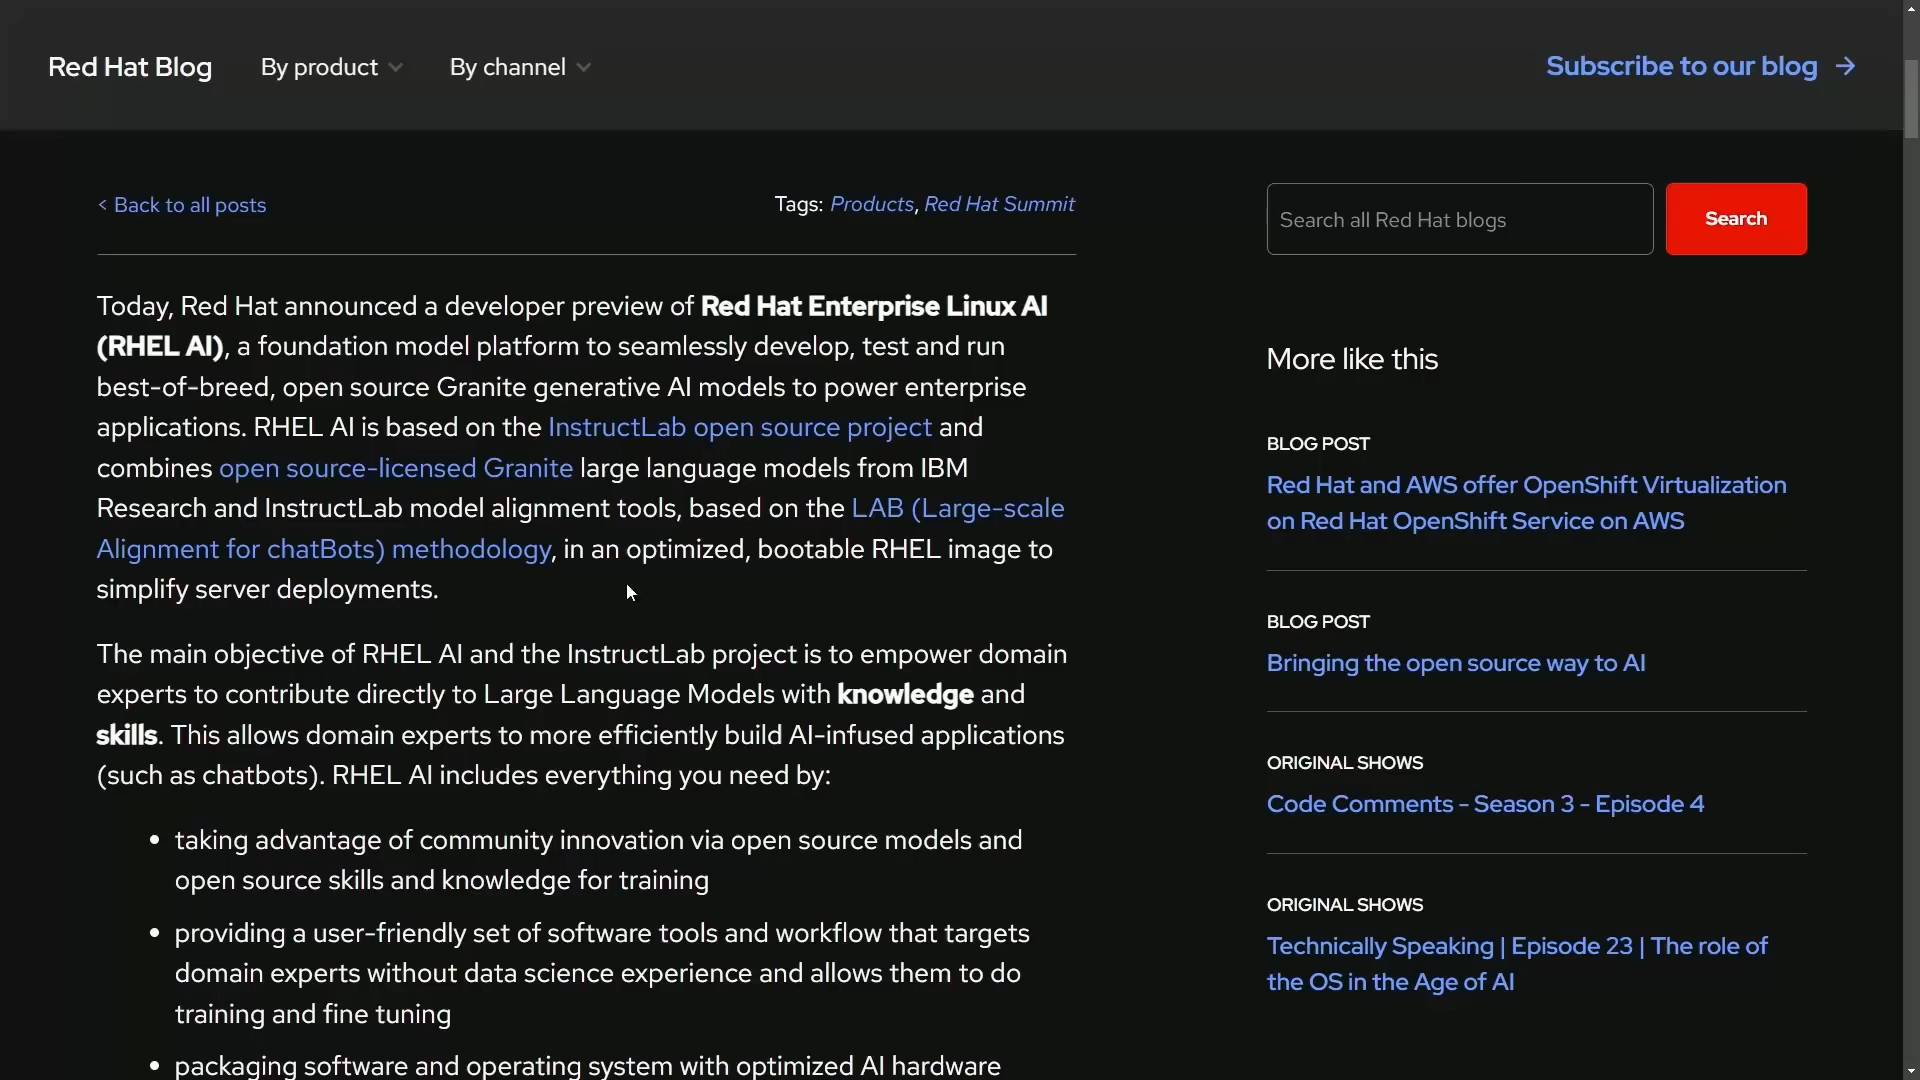 Red Hat Blog By product By channel Subscribe to our blog →
< Back to all posts
Tags: Products, Red Hat Summit
Today, Red Hat announced a developer preview of Red Hat Enterprise Linux AI
(RHEL AI), a foundation model platform to seamlessly develop, test and run
best-of-breed, open source Granite generative AI models to power enterprise
applications. RHEL AI is based on the InstructLab open source project and
combines open source-licensed Granite large language models from IBM
Research and InstructLab model alignment tools, based on the LAB (Large-scale
Alignment for chatBots) methodology, in an optimized, bootable RHEL image to
simplify server deployments.
The main objective of RHEL AI and the InstructLab project is to empower domain
experts to contribute directly to Large Language Models with knowledge and
skills. This allows domain experts to more efficiently build AI-infused applications
(such as chatbots). RHEL AI includes everything you need by:
• taking advantage of community innovation via open source models and
open source skills and knowledge for training
• providing a user-friendly set of software tools and workflow that targets
domain experts without data science experience and allows them to do
training and fine tuning
• packaging software and operating system with optimized AI hardware
Search all Red Hat blogs
Search
More like this
BLOG POST
Red Hat and AWS offer OpenShift Virtualization
on Red Hat OpenShift Service on AWS
BLOG POST
Bringing the open source way to AI
ORIGINAL SHOWS
Code Comments - Season 3 - Episode 4
ORIGINAL SHOWS
Technically Speaking | Episode 23 | The role of
the OS in the Age of AI